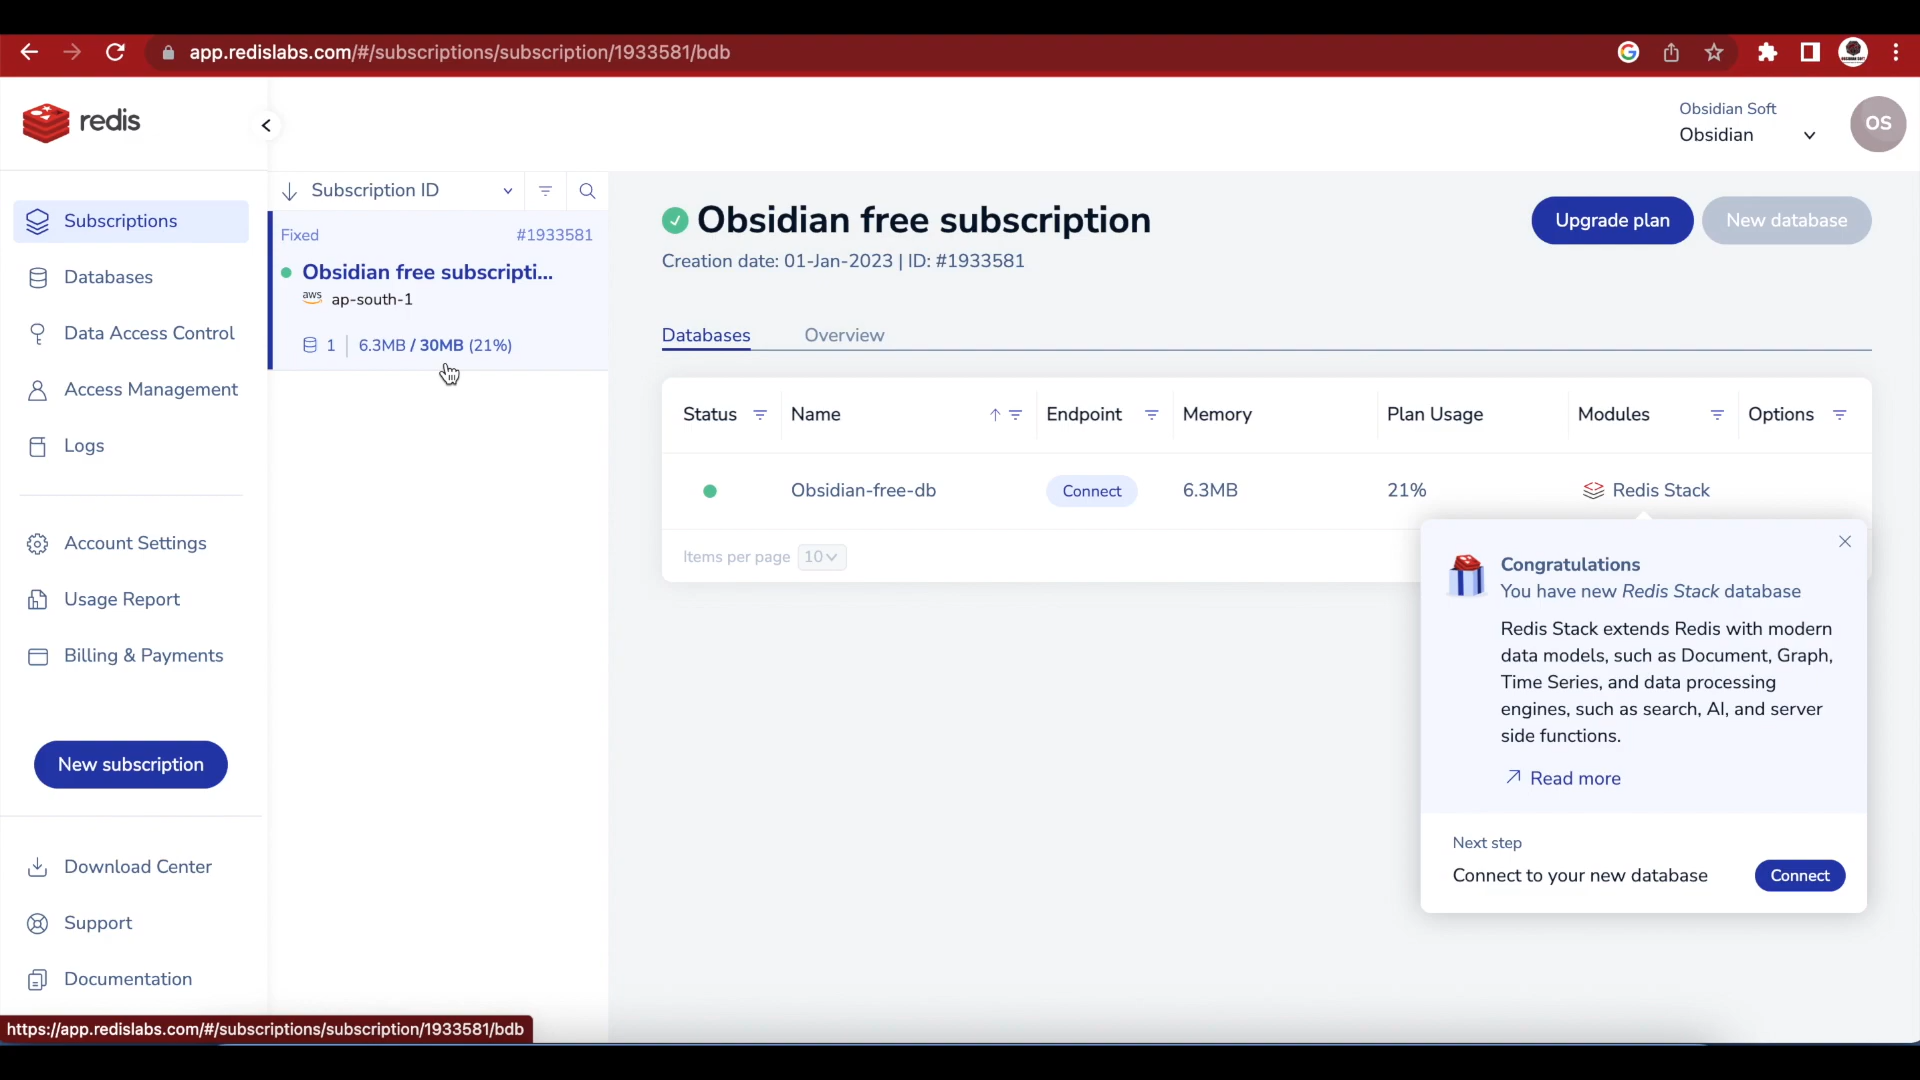 app.redislabs.com/#/subscriptions/subscription/1933581/bdb
redis
Obsidian Soft
Obsidian
OS
Subscriptions
Databases
Data Access Control
Access Management
Logs
Account Settings
Usage Report
Billing & Payments
New subscription
Download Center
Support
Documentation
https://app.redislabs.com/#/subscriptions/subscription/1933581/bdb
Subscription ID
Fixed #1933581
Obsidian free subscripti...
aws ap-south-1
1 6.3MB / 30MB (21%)
Obsidian free subscription
Creation date: 01-Jan-2023 | ID: #1933581
Upgrade plan New database
Databases Overview
Status Name Endpoint Memory Plan Usage Modules Options
Obsidian-free-db Connect 6.3MB 21% Redis Stack
Items per page 10
Congratulations
You have new Redis Stack database
Redis Stack extends Redis with modern
data models, such as Document, Graph,
Time Series, and data processing
engines, such as search, AI, and server
side functions.
Read more
Next step
Connect to your new database Connect